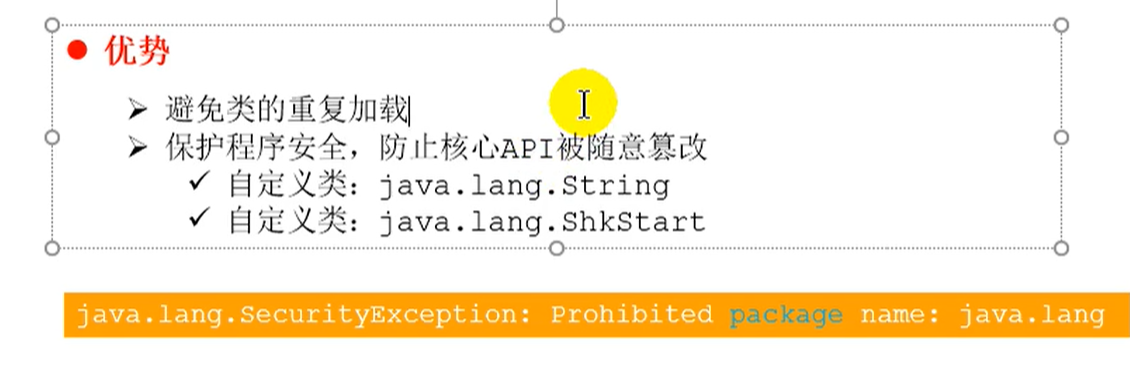 ● 优势
➢ 避免类的重复加载
➢ 保护程序安全，防止核心API被随意篡改
✓ 自定义类：java.lang.String
✓ 自定义类：java.lang.ShkStart
java.lang.SecurityException: Prohibited package name: java.lang